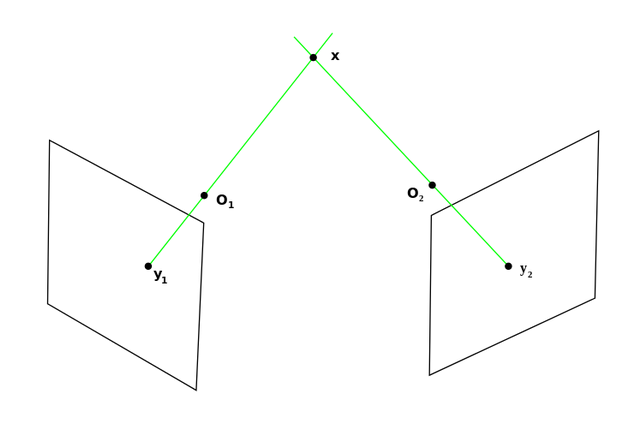 x
O₁
O₂
y₁
y₂